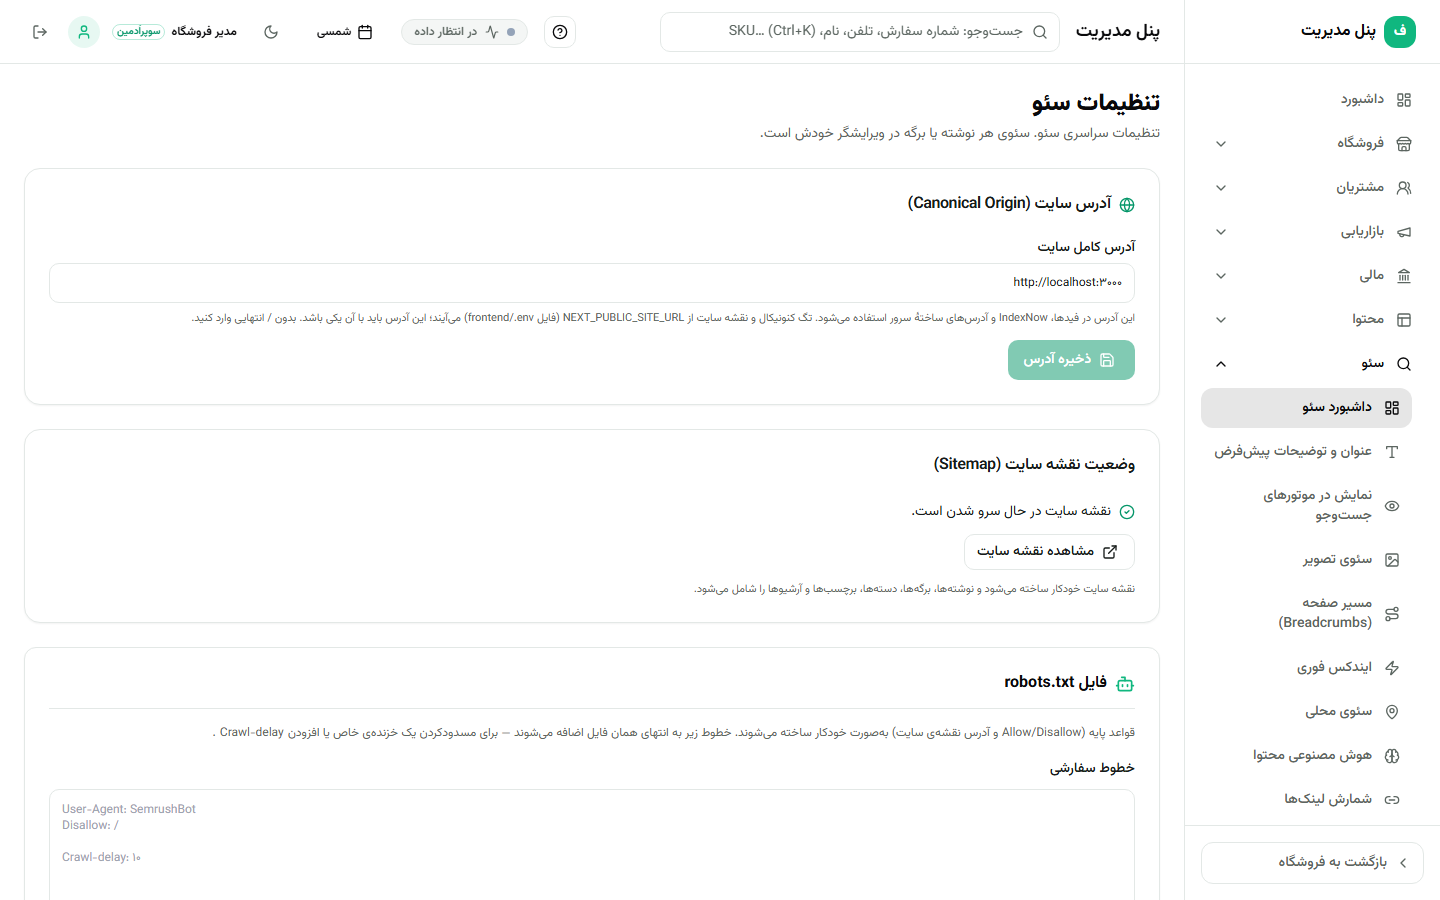 ف
پنل مدیریت
داشبورد
فروشگاه
مشتریان
بازاریابی
مالی
محتوا
سئو
داشبورد سئو
عنوان و توضیحات پیش‌فرض
نمایش در موتورهای
جست‌وجو
سئوی تصویر
مسیر صفحه
(Breadcrumbs)
ایندکس فوری
سئوی محلی
هوش مصنوعی محتوا
شمارش لینک‌ها
بازگشت به فروشگاه
پنل مدیریت
جست‌وجو: شماره سفارش، تلفن، نام، SKU… (Ctrl+K)
در انتظار داده
شمسی
مدیر فروشگاه
سوپرادمین
تنظیمات سئو
تنظیمات سراسری سئو. سئوی هر نوشته یا برگه در ویرایشگر خودش است.
آدرس سایت (Canonical Origin)
آدرس کامل سایت
http://localhost:۳۰۰۰
این آدرس در فیدها، IndexNow و آدرس‌های ساختهٔ سرور استفاده می‌شود. تگ کنونیکال و نقشه سایت از NEXT_PUBLIC_SITE_URL (فایل frontend/.env) می‌آیند؛ این آدرس باید با آن یکی باشد. بدون / انتهایی وارد کنید.
ذخیره آدرس
وضعیت نقشه سایت (Sitemap)
نقشه سایت در حال سرو شدن است.
مشاهده نقشه سایت
نقشه سایت خودکار ساخته می‌شود و نوشته‌ها، برگه‌ها، دسته‌ها، برچسب‌ها و آرشیوها را شامل می‌شود.
فایل robots.txt
قواعد پایه (Allow/Disallow و آدرس نقشه‌ی سایت) به‌صورت خودکار ساخته می‌شوند. خطوط زیر به انتهای همان فایل اضافه می‌شوند — برای مسدودکردن یک خزنده‌ی خاص یا افزودن Crawl-delay .
خطوط سفارشی
User-Agent: SemrushBot
Disallow: /
Crawl-delay: ۱۰